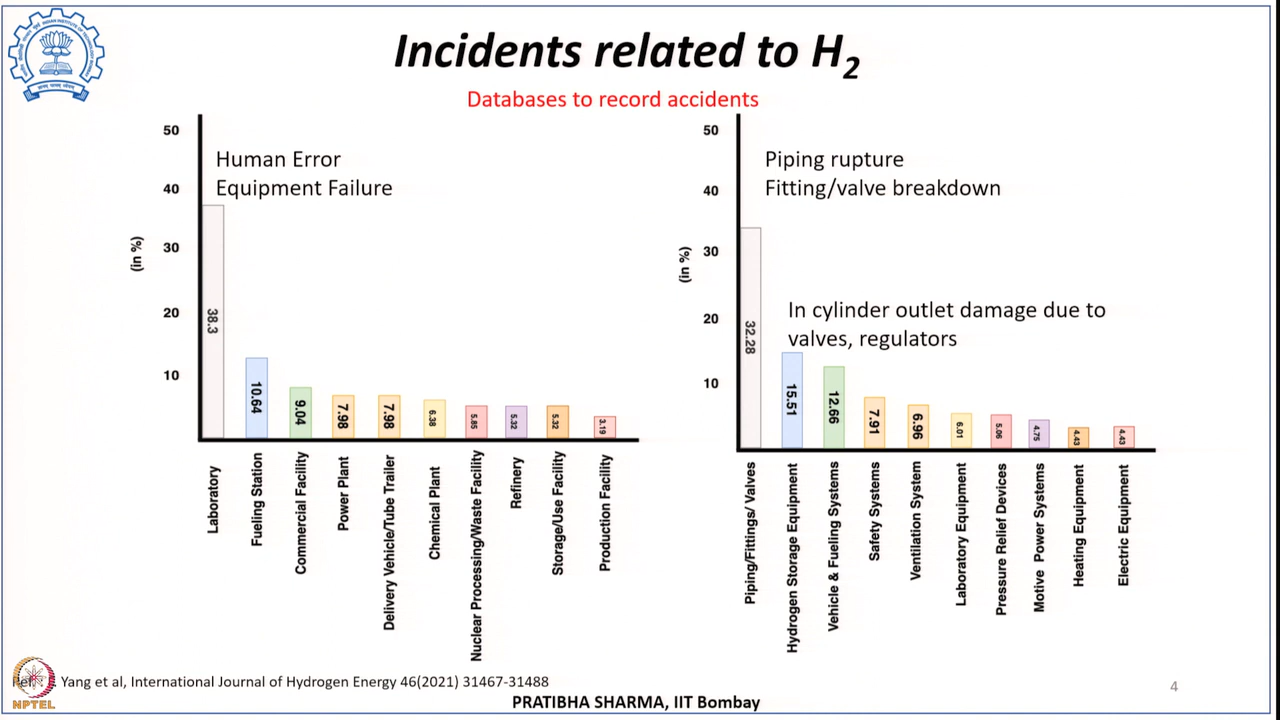 Incidents related to H2
Databases to record accidents
50
40
30
20
10
(in %)
Human Error
Equipment Failure
38.3
10.64
9.04
7.98
7.98
6.38
5.85
5.32
5.32
3.19
Laboratory
Fueling Station
Commercial Facility
Power Plant
Delivery Vehicle/Tube Trailer
Chemical Plant
Nuclear Processing/Waste Facility
Refinery
Storage/Use Facility
Production Facility
50
40
30
20
10
(in %)
Piping rupture
Fitting/valve breakdown
In cylinder outlet damage due to
valves, regulators
32.28
15.51
12.66
7.91
6.96
6.01
5.06
4.75
4.43
4.43
Piping/Fittings/ Valves
Hydrogen Storage Equipment
Vehicle & Fueling Systems
Safety Systems
Ventilation System
Laboratory Equipment
Pressure Relief Devices
Motive Power Systems
Heating Equipment
Electric Equipment
Yang et al, International Journal of Hydrogen Energy 46(2021) 31467-31488
NPTEL
PRATIBHA SHARMA, IIT Bombay
4